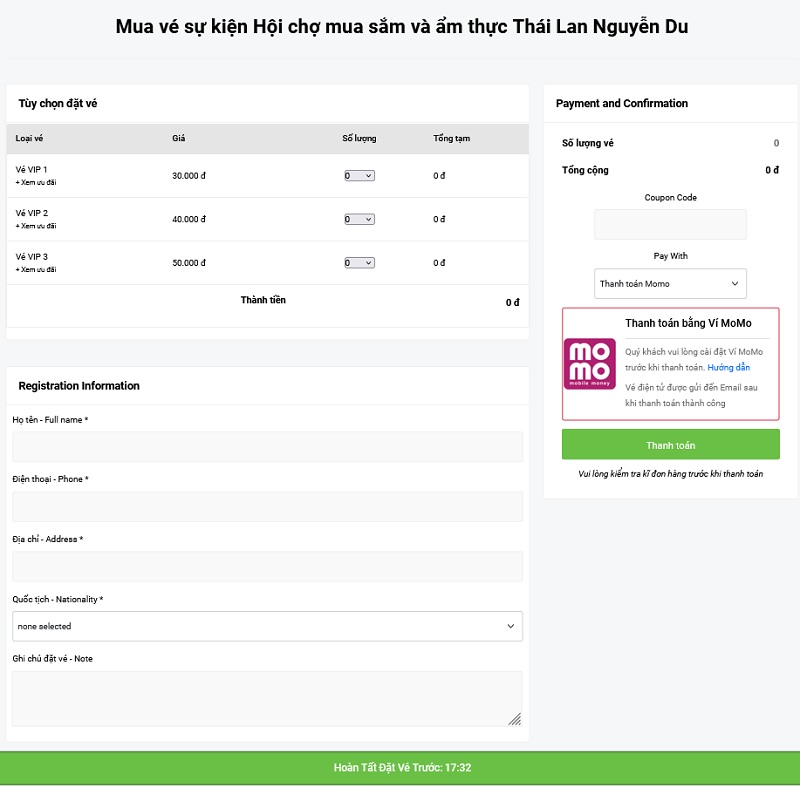 Mua vé sự kiện Hội chợ mua sắm và ẩm thực Thái Lan Nguyễn Du
Tùy chọn đặt vé
Loại vé Giá Số lượng Tổng tạm
Vé VIP 1
+ Xem ưu đãi
30.000 đ 0 0 đ
Vé VIP 2
+ Xem ưu đãi
40.000 đ 0 0 đ
Vé VIP 3
+ Xem ưu đãi
50.000 đ 0 0 đ
Thành tiền 0 đ
Registration Information
Họ tên - Full name *
Điện thoại - Phone *
Địa chỉ - Address *
Quốc tịch - Nationality *
none selected
Ghi chú đặt vé - Note
Payment and Confirmation
Số lượng vé 0
Tổng cộng 0 đ
Coupon Code
Pay With
Thanh toán Momo
Thanh toán bằng Ví MoMo
mo
mo
mobile money
Quý khách vui lòng cài đặt Ví MoMo
trước khi thanh toán. Hướng dẫn
Vé điện tử được gửi đến Email sau
khi thanh toán thành công
Thanh toán
Vui lòng kiểm tra kĩ đơn hàng trước khi thanh toán
Hoàn Tất Đặt Vé Trước: 17:32